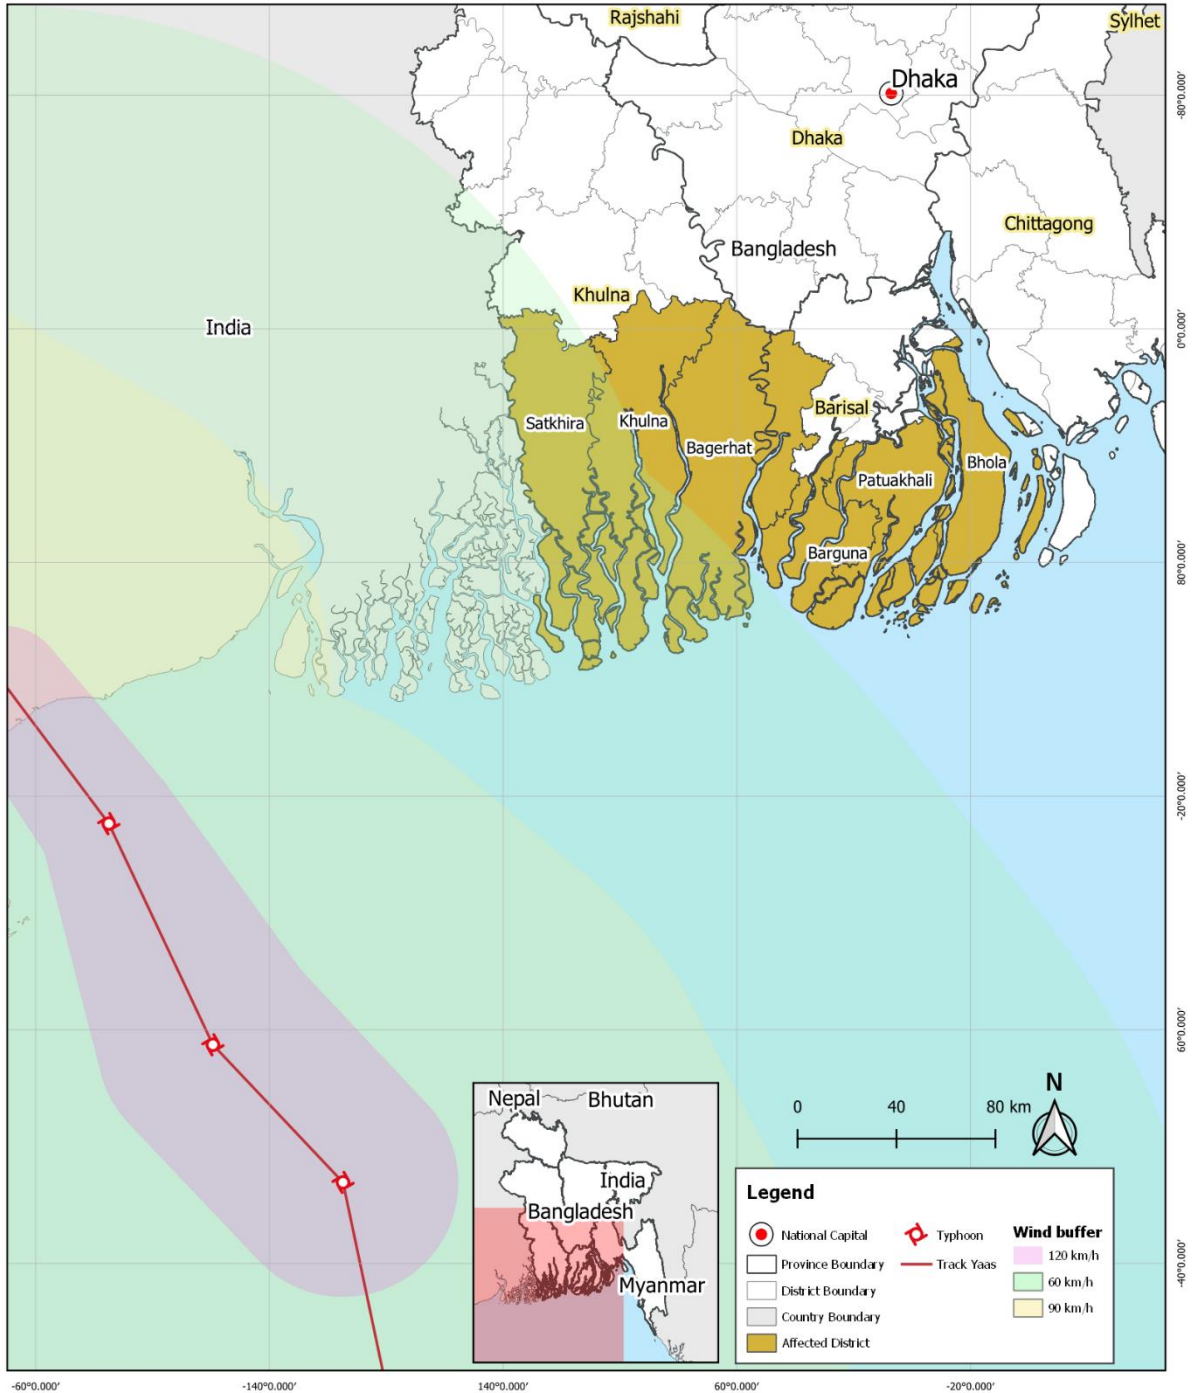 Rajshahi
Sylhet
Dhaka
-80°0.000'
Dhaka
Chittagong
Bangladesh
Khulna
India
0°0.000'
Barisal
Satkhira
Khulna
Bagerhat
Bhola
Patuakhali
Barguna
80°0.000'
-20°0.000'
60°0.000'
N
0 40 80 km
Nepal
Bhutan
India
Bangladesh
Myanmar
Legend
National Capital
Province Boundary
District Boundary
Country Boundary
Affected District
Typhoon
Track Yaas
Wind buffer
120 km/h
60 km/h
90 km/h
-40°0.000'
-60°0.000' -140°0.000' 140°0.000' 60°0.000' -20°0.000'